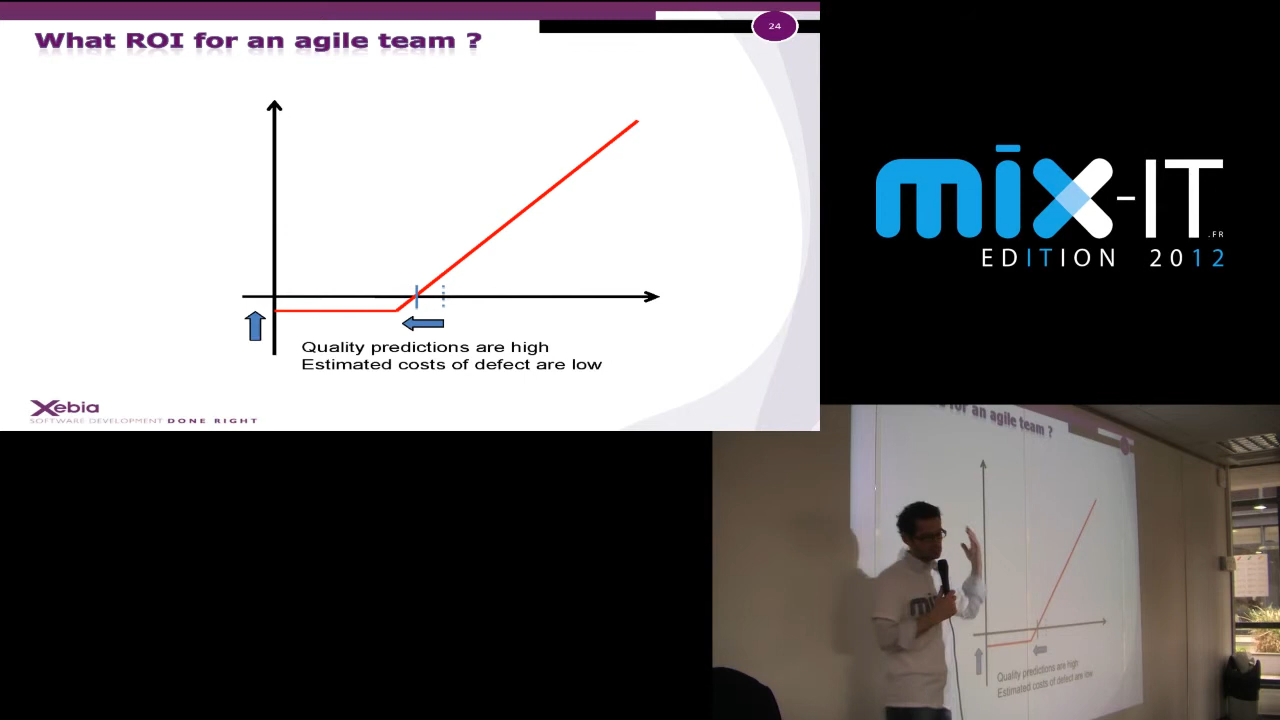 What ROI for an agile team ?
24
Quality predictions are high
Estimated costs of defect are low
Xebia
SOFTWARE DEVELOPMENT DONE RIGHT
mix-IT
.FR
EDITION 2012
for an agile team ?
mi
Quality predictions are high
Estimated costs of defect are low